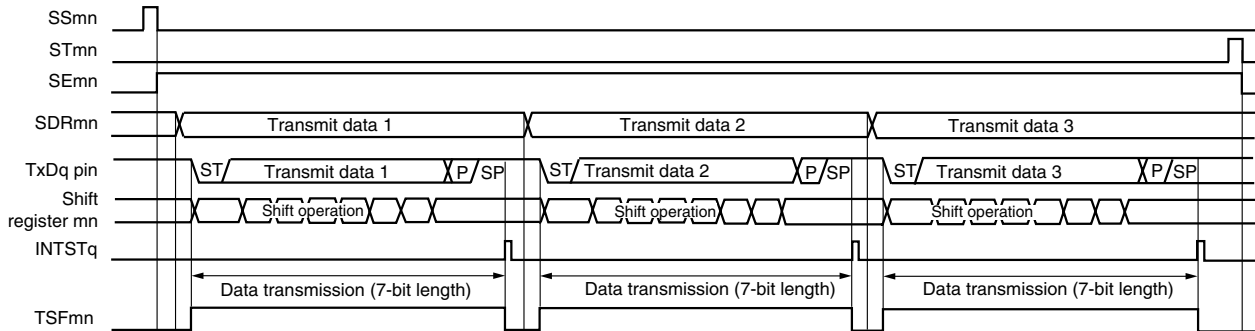 SSmn
STmn
SEmn
SDRmn Transmit data 1 Transmit data 2 Transmit data 3
TxDq pin ST Transmit data 1 P SP ST Transmit data 2 P SP ST Transmit data 3 P SP
Shift
register mn Shift operation Shift operation Shift operation
INTSTq
Data transmission (7-bit length) Data transmission (7-bit length) Data transmission (7-bit length)
TSFmn